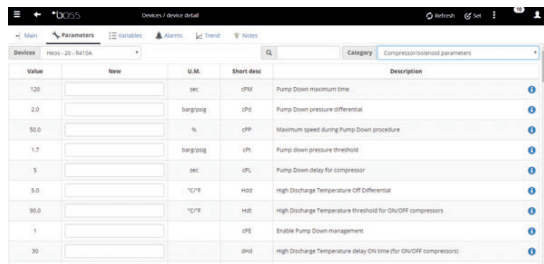 boss Devices / device detail Refresh Set 10
Main Parameters Variables Alarms Trend Notes
Devices Heos - 20 - R410A Category Compressor/solenoid parameters
Value New U.M. Short desc Description
120 sec cPM Pump Down maximum time
2.0 barg/psig cPd Pump Down pressure differential
50.0 % cPP Maximum speed during Pump Down procedure
1.7 barg/psig cPt Pump down pressure threshold
5 sec cFL Pump Down delay for compressor
5.0 °C/°F Hdd High Discharge Temperature Off Differential
90.0 °C/°F Hdt High Discharge Temperature threshold for ON/OFF compressors
1 cPE Enable Pump Down management
30 dHd High Discharge Temperature delay ON time (for ON/OFF compressors)